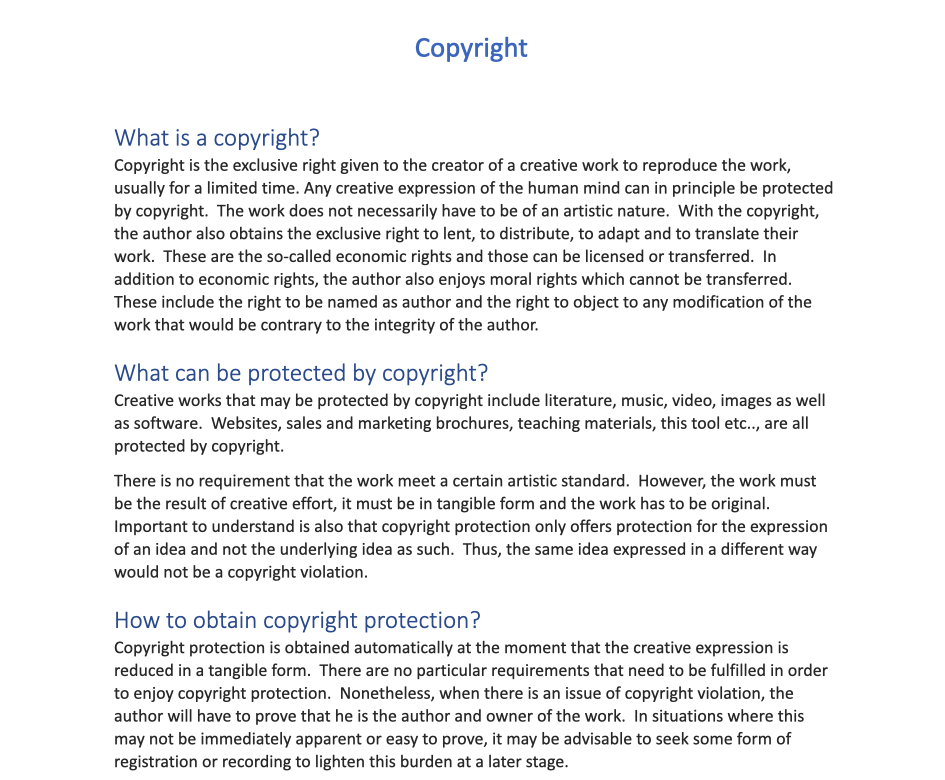 Copyright
What is a copyright?
Copyright is the exclusive right given to the creator of a creative work to reproduce the work,
usually for a limited time. Any creative expression of the human mind can in principle be protected
by copyright.  The work does not necessarily have to be of an artistic nature.  With the copyright,
the author also obtains the exclusive right to lent, to distribute, to adapt and to translate their
work.  These are the so-called economic rights and those can be licensed or transferred.  In
addition to economic rights, the author also enjoys moral rights which cannot be transferred.
These include the right to be named as author and the right to object to any modification of the
work that would be contrary to the integrity of the author.
What can be protected by copyright?
Creative works that may be protected by copyright include literature, music, video, images as well
as software.  Websites, sales and marketing brochures, teaching materials, this tool etc.., are all
protected by copyright.
There is no requirement that the work meet a certain artistic standard.  However, the work must
be the result of creative effort, it must be in tangible form and the work has to be original.
Important to understand is also that copyright protection only offers protection for the expression
of an idea and not the underlying idea as such.  Thus, the same idea expressed in a different way
would not be a copyright violation.
How to obtain copyright protection?
Copyright protection is obtained automatically at the moment that the creative expression is
reduced in a tangible form.  There are no particular requirements that need to be fulfilled in order
to enjoy copyright protection.  Nonetheless, when there is an issue of copyright violation, the
author will have to prove that he is the author and owner of the work.  In situations where this
may not be immediately apparent or easy to prove, it may be advisable to seek some form of
registration or recording to lighten this burden at a later stage.